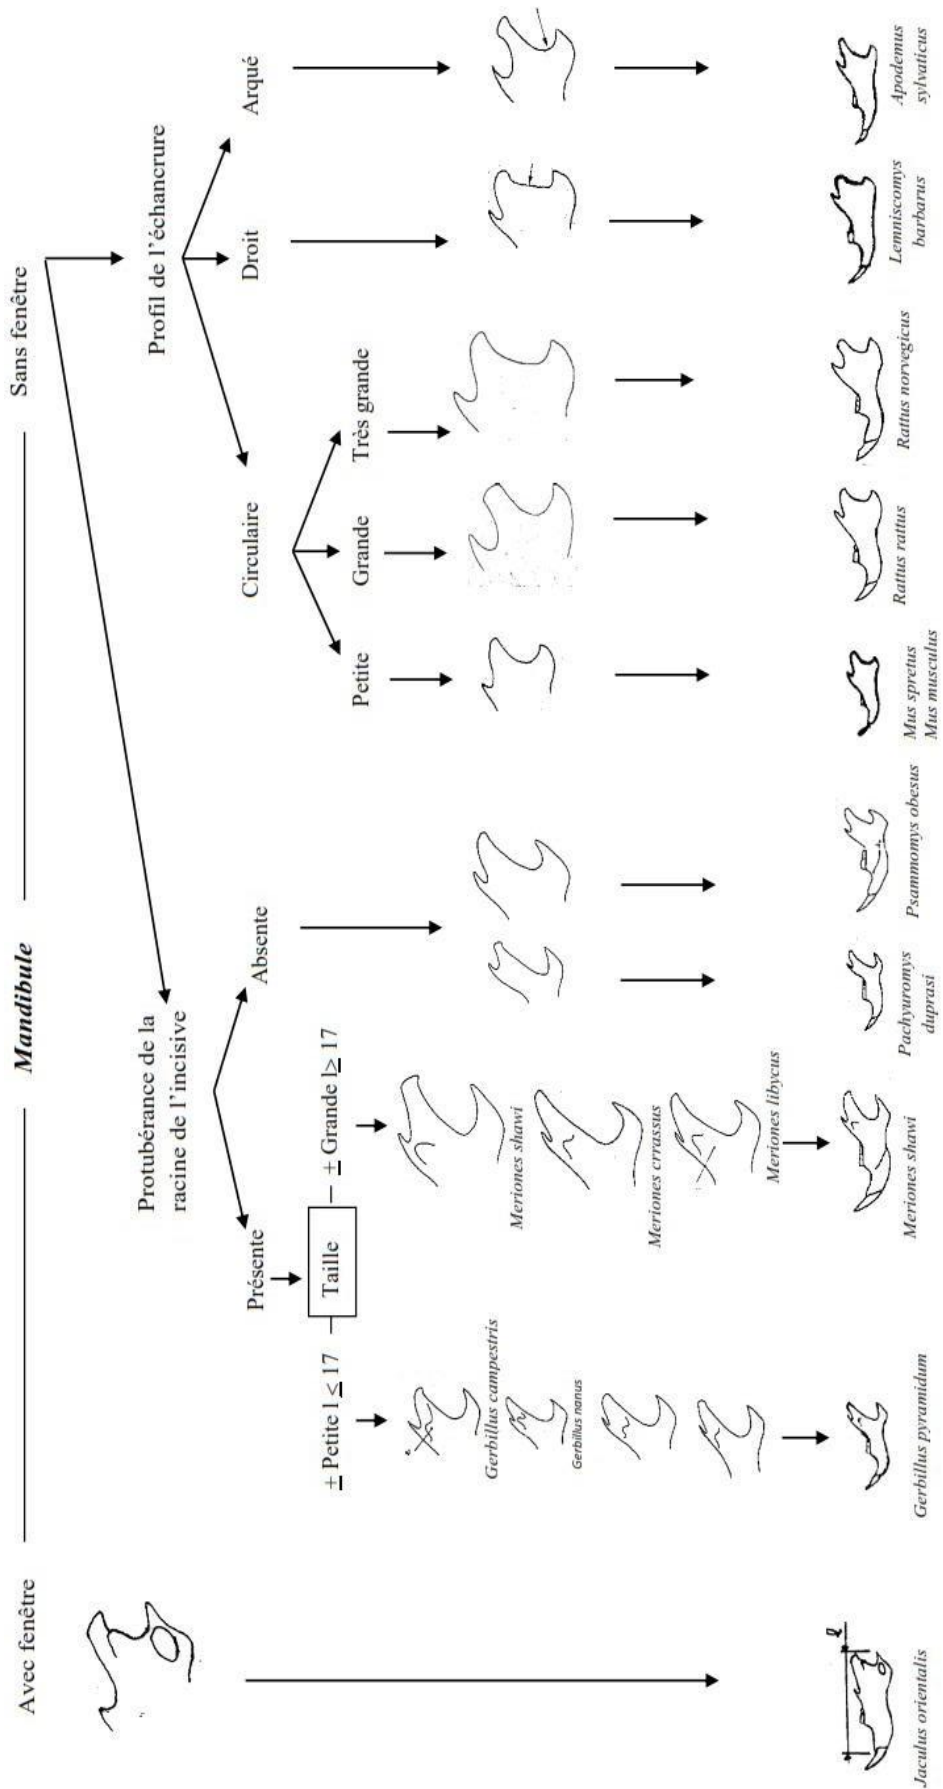 Mandibule
Avec fenêtre
Sans fenêtre
Protubérance de la
racine de l'incisive
Profil de l'échancrure
Présente
Absente
Circulaire
Droit
Arqué
Taille
± Petite l ≤ 17
± Grande l ≥ 17
Petite
Grande
Très grande
Gerbillus campestris
Gerbillus nanus
Meriones shawi
Meriones crrassus
Meriones libycus
l
Jaculus orientalis
Gerbillus pyramidum
Meriones shawi
Pachyuromys
duprasi
Psammomys obesus
Mus spretus
Mus musculus
Rattus rattus
Rattus norvegicus
Lemniscomys
barbarus
Apodemus
sylvaticus